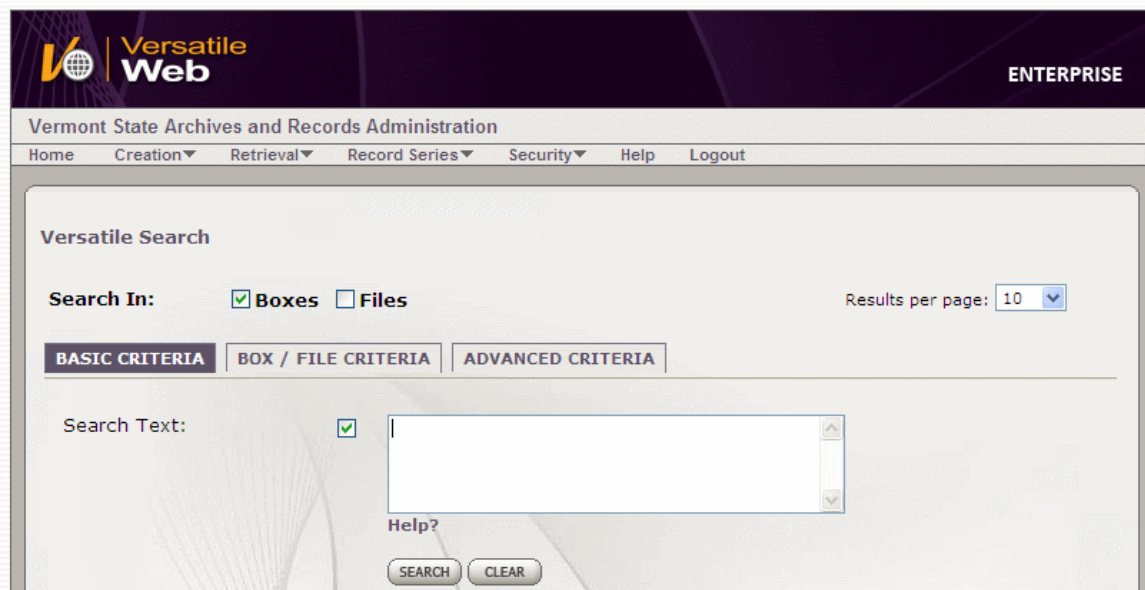 Versatile
Web
ENTERPRISE
Vermont State Archives and Records Administration
Home Creation Retrieval Record Series Security Help Logout
Versatile Search
Search In: Boxes Files Results per page: 10
BASIC CRITERIA BOX / FILE CRITERIA ADVANCED CRITERIA
Search Text:
Help?
SEARCH CLEAR